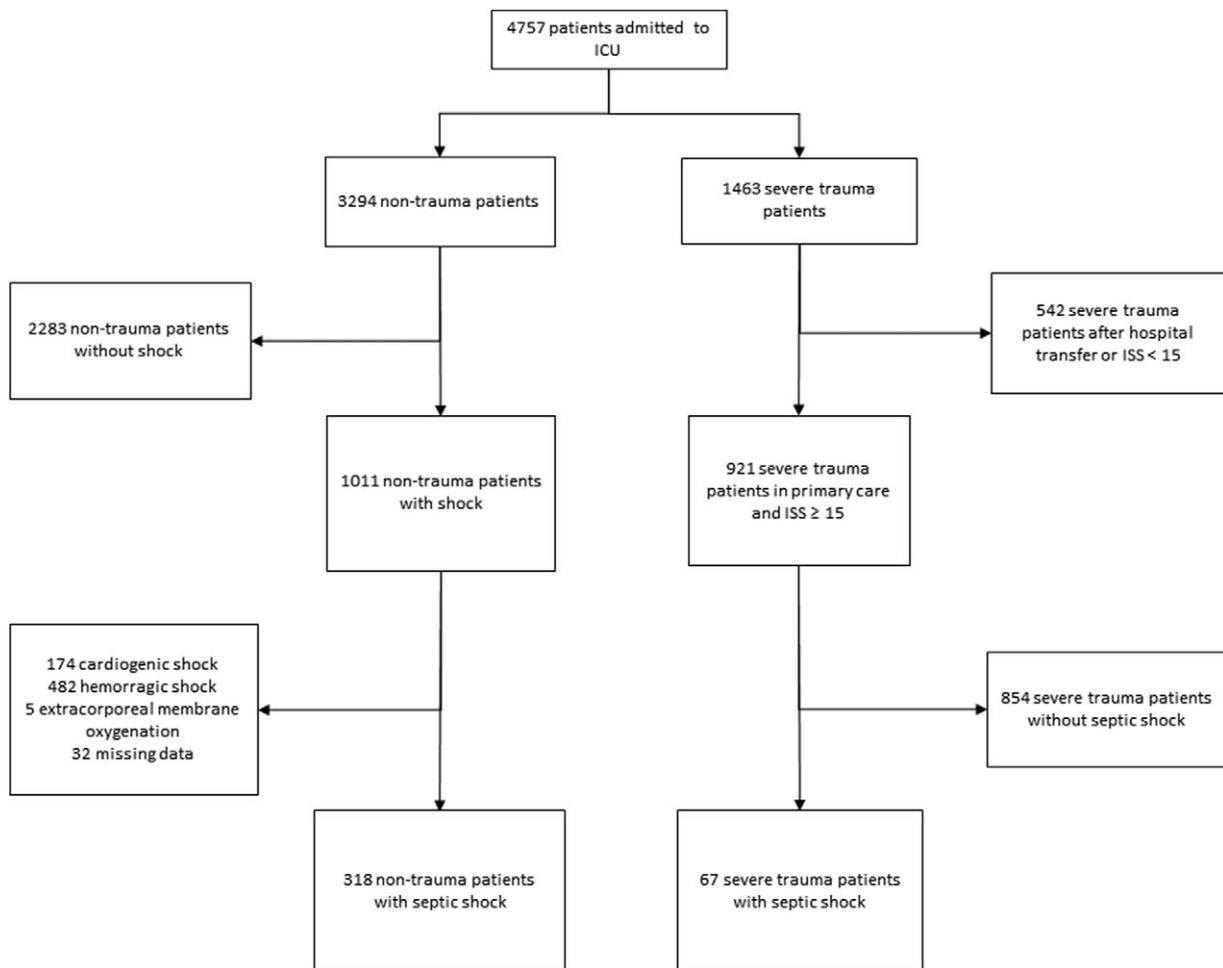 4757 patients admitted to
ICU
3294 non-trauma patients
1463 severe trauma
patients
2283 non-trauma patients
without shock
542 severe trauma
patients after hospital
transfer or ISS < 15
1011 non-trauma patients
with shock
921 severe trauma
patients in primary care
and ISS ≥ 15
174 cardiogenic shock
482 hemorragic shock
5 extracorporeal membrane
oxygenation
32 missing data
854 severe trauma patients
without septic shock
318 non-trauma patients
with septic shock
67 severe trauma patients
with septic shock